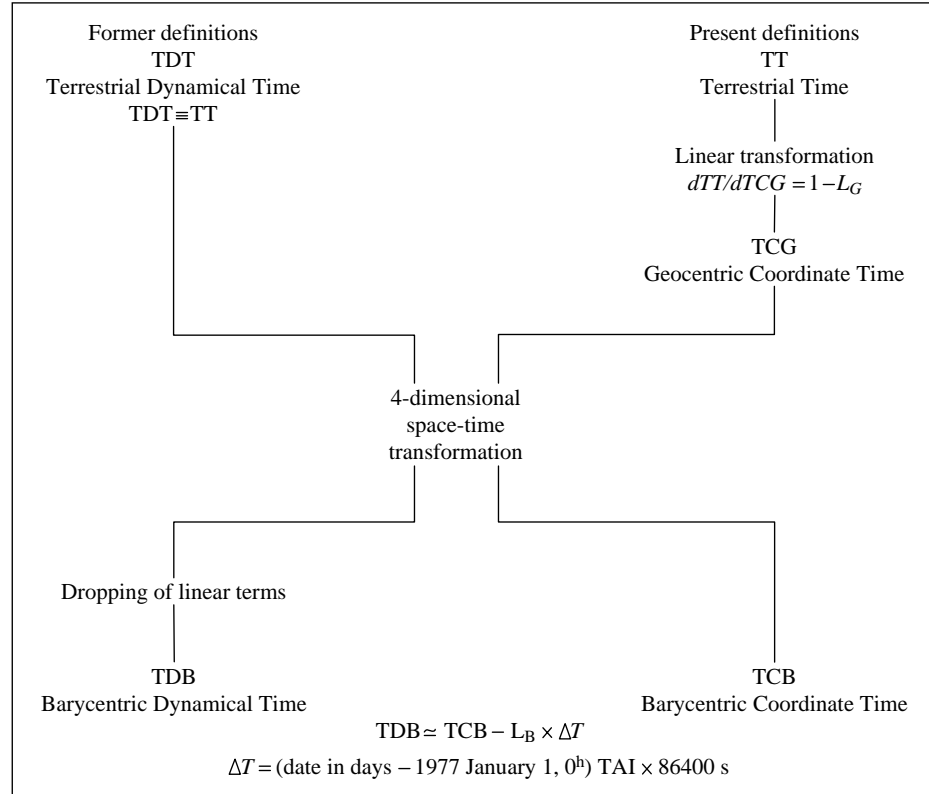 Former definitions
TDT
Terrestrial Dynamical Time
TDT≡TT
Present definitions
TT
Terrestrial Time
Linear transformation
dTT/dTCG = 1 − L_G
TCG
Geocentric Coordinate Time
4-dimensional
space-time
transformation
Dropping of linear terms
TDB
Barycentric Dynamical Time
TCB
Barycentric Coordinate Time
TDB ≃ TCB − L_B × ΔT
ΔT = (date in days − 1977 January 1, 0^h) TAI × 86400 s